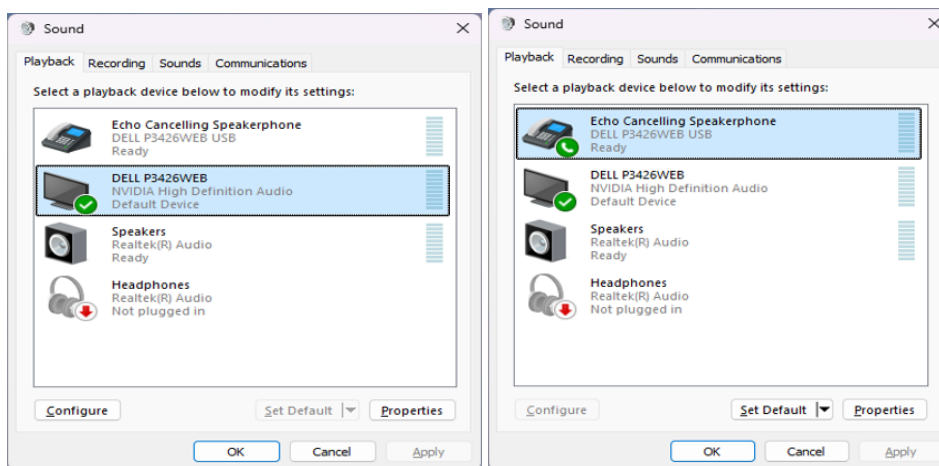 Sound
Playback Recording Sounds Communications
Select a playback device below to modify its settings:
Echo Cancelling Speakerphone
DELL P3426WEB USB
Ready
DELL P3426WEB
NVIDIA High Definition Audio
Default Device
Speakers
Realtek(R) Audio
Ready
Headphones
Realtek(R) Audio
Not plugged in
Configure Set Default Properties
OK Cancel Apply
Sound
Playback Recording Sounds Communications
Select a playback device below to modify its settings:
Echo Cancelling Speakerphone
DELL P3426WEB USB
Ready
DELL P3426WEB
NVIDIA High Definition Audio
Default Device
Speakers
Realtek(R) Audio
Ready
Headphones
Realtek(R) Audio
Not plugged in
Configure Set Default Properties
OK Cancel Apply